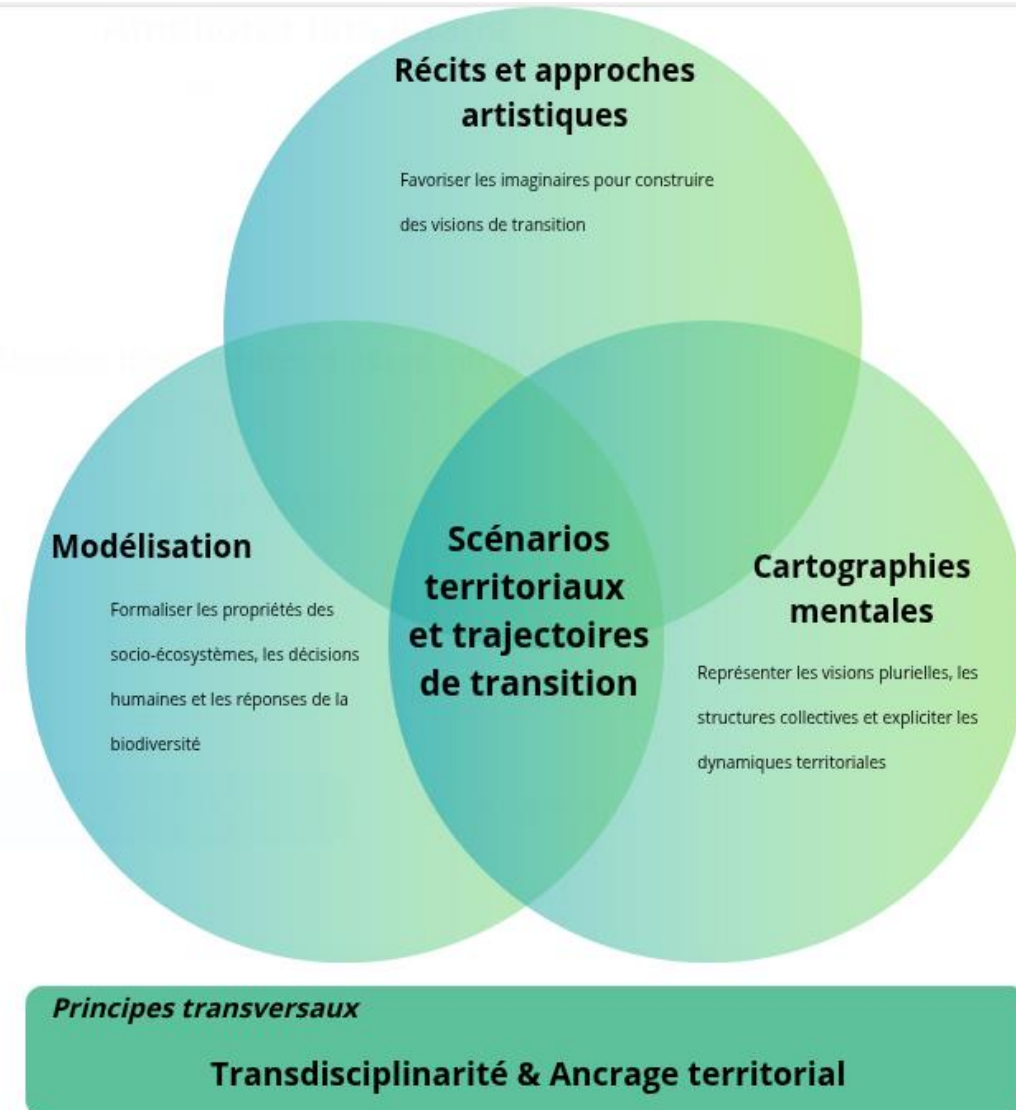 Récits et approches
artistiques
Favoriser les imaginaires pour construire
des visions de transition
Modélisation
Formaliser les propriétés des
socio-écosystèmes, les décisions
humaines et les réponses de la
biodiversité
Scénarios
territoriaux
et trajectoires
de transition
Cartographies
mentales
Représenter les visions plurielles, les
structures collectives et expliciter les
dynamiques territoriales
Principes transversaux
Transdisciplinarité & Ancrage territorial